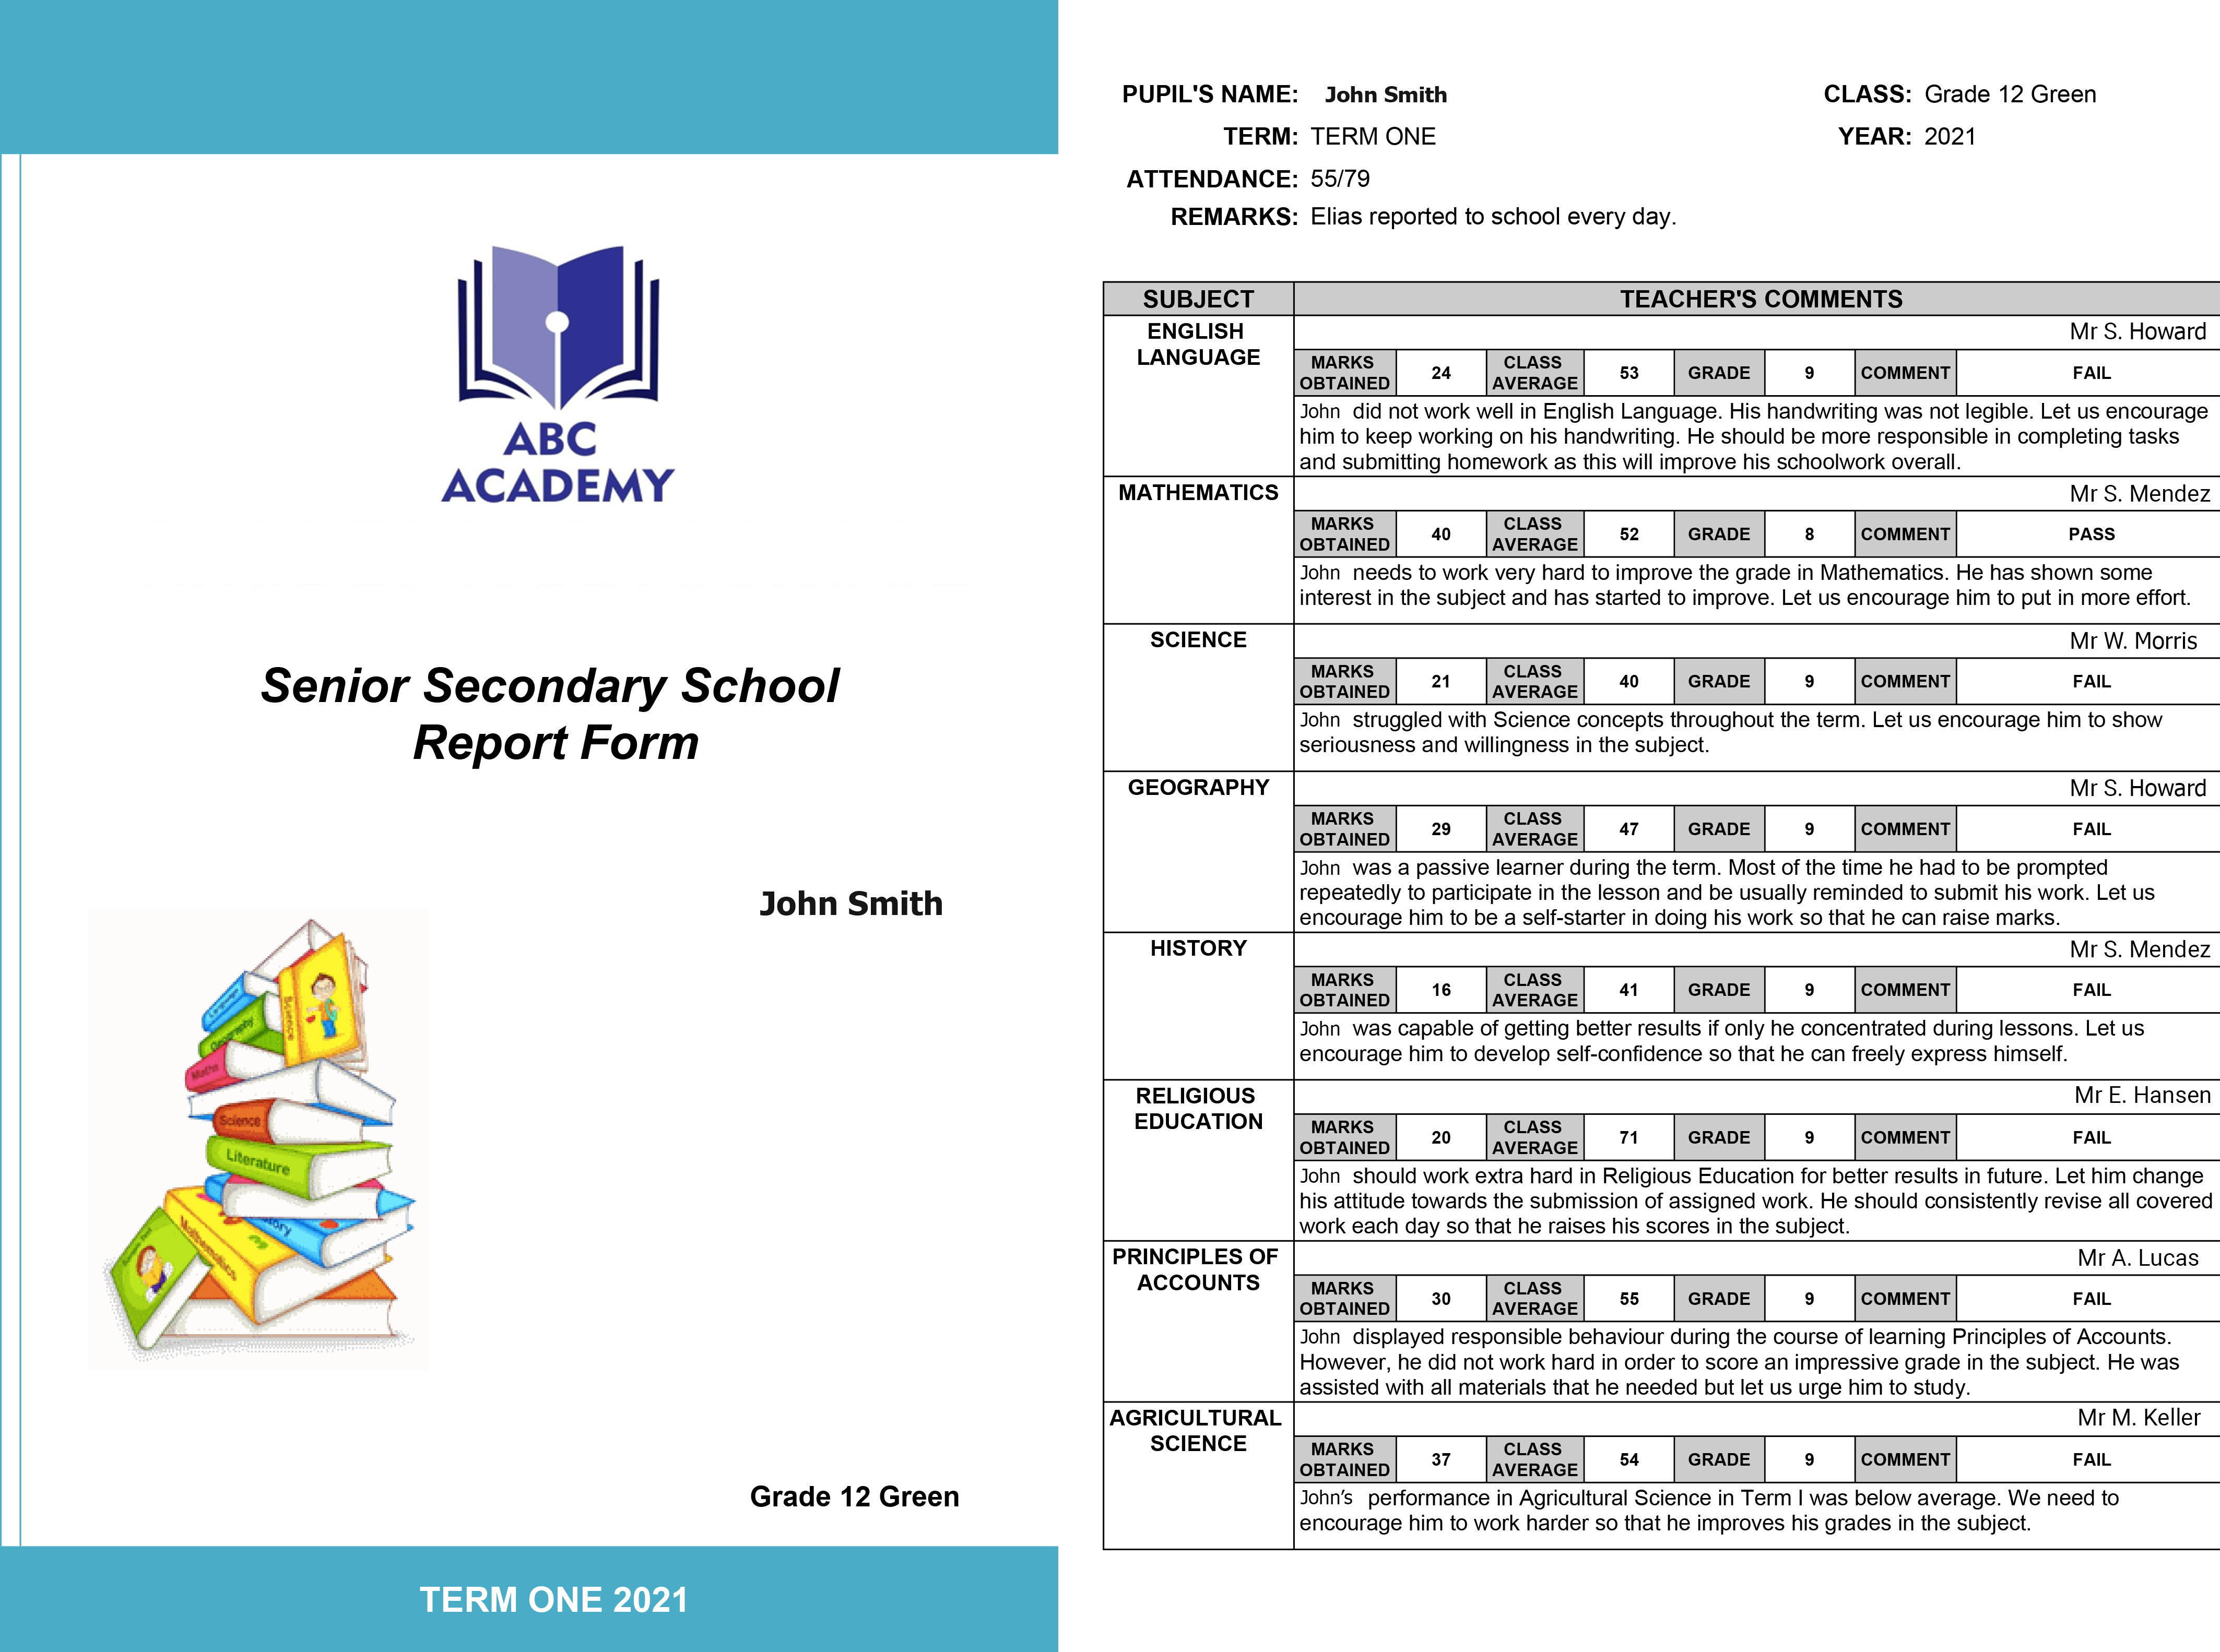 ABC
ACADEMY
Senior Secondary School
Report Form
John Smith
Science
Geography
Maths
Science
Literature
Mathematics
Grade 12 Green
TERM ONE 2021
PUPIL'S NAME: John Smith CLASS: Grade 12 Green
TERM: TERM ONE YEAR: 2021
ATTENDANCE: 55/79
REMARKS: Elias reported to school every day.
SUBJECT TEACHER'S COMMENTS
ENGLISH LANGUAGE Mr S. Howard
MARKS OBTAINED 24 CLASS AVERAGE 53 GRADE 9 COMMENT FAIL
John did not work well in English Language. His handwriting was not legible. Let us encourage
him to keep working on his handwriting. He should be more responsible in completing tasks
and submitting homework as this will improve his schoolwork overall.
MATHEMATICS Mr S. Mendez
MARKS OBTAINED 40 CLASS AVERAGE 52 GRADE 8 COMMENT PASS
John needs to work very hard to improve the grade in Mathematics. He has shown some
interest in the subject and has started to improve. Let us encourage him to put in more effort.
SCIENCE Mr W. Morris
MARKS OBTAINED 21 CLASS AVERAGE 40 GRADE 9 COMMENT FAIL
John struggled with Science concepts throughout the term. Let us encourage him to show
seriousness and willingness in the subject.
GEOGRAPHY Mr S. Howard
MARKS OBTAINED 29 CLASS AVERAGE 47 GRADE 9 COMMENT FAIL
John was a passive learner during the term. Most of the time he had to be prompted
repeatedly to participate in the lesson and be usually reminded to submit his work. Let us
encourage him to be a self-starter in doing his work so that he can raise marks.
HISTORY Mr S. Mendez
MARKS OBTAINED 16 CLASS AVERAGE 41 GRADE 9 COMMENT FAIL
John was capable of getting better results if only he concentrated during lessons. Let us
encourage him to develop self-confidence so that he can freely express himself.
RELIGIOUS EDUCATION Mr E. Hansen
MARKS OBTAINED 20 CLASS AVERAGE 71 GRADE 9 COMMENT FAIL
John should work extra hard in Religious Education for better results in future. Let him change
his attitude towards the submission of assigned work. He should consistently revise all covered
work each day so that he raises his scores in the subject.
PRINCIPLES OF ACCOUNTS Mr A. Lucas
MARKS OBTAINED 30 CLASS AVERAGE 55 GRADE 9 COMMENT FAIL
John displayed responsible behaviour during the course of learning Principles of Accounts.
However, he did not work hard in order to score an impressive grade in the subject. He was
assisted with all materials that he needed but let us urge him to study.
AGRICULTURAL SCIENCE Mr M. Keller
MARKS OBTAINED 37 CLASS AVERAGE 54 GRADE 9 COMMENT FAIL
John's performance in Agricultural Science in Term I was below average. We need to
encourage him to work harder so that he improves his grades in the subject.